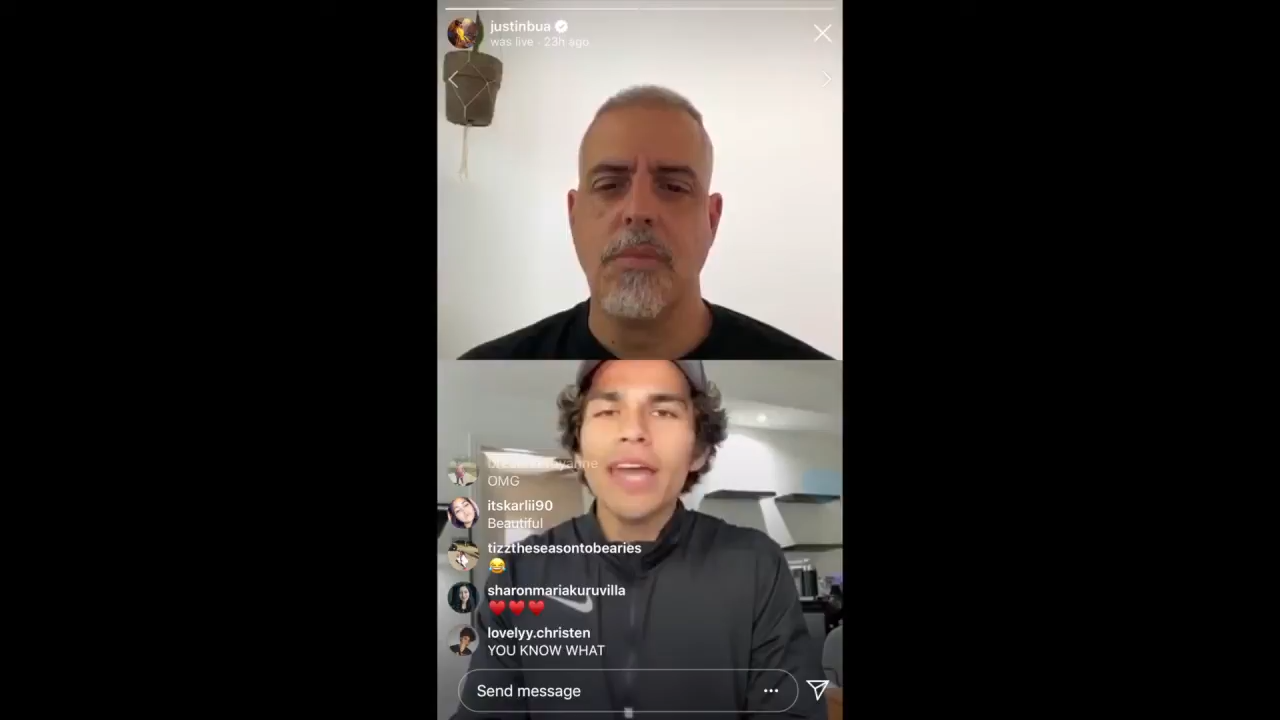 justinbua
was live · 23h ago
OMG
itskarlii90
Beautiful
tizztheseasontobearies
😂
sharonmariakuruvilla
❤️❤️❤️
lovelyy.christen
YOU KNOW WHAT
Send message